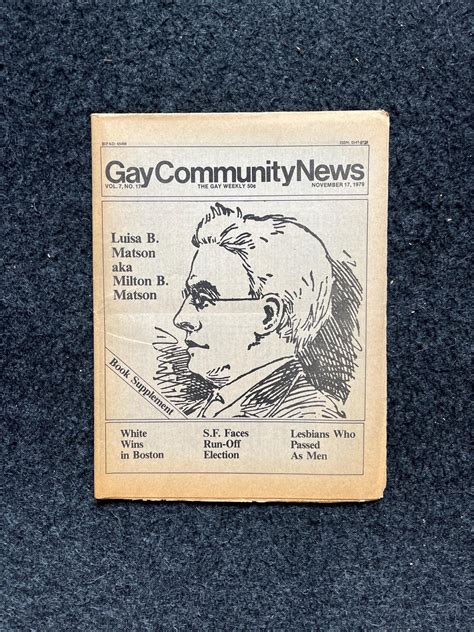 Gay Community News
VOL. 7, NO. 17
THE GAY WEEKLY 50¢
NOVEMBER 17, 1979
Luisa B.
Matson
aka
Milton B.
Matson
Book Supplement
White
Wins
in Boston
S.F. Faces
Run-Off
Election
Lesbians Who
Passed
As Men